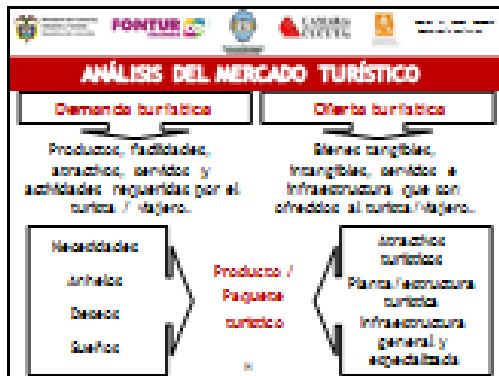 FONTUR
CÁMARA
ANÁLISIS DEL MERCADO TURÍSTICO
Demanda turística
Oferta turística
Productos, facilidades,
atractivos, servicios y
actividades requeridas por el
turista / viajero.
Bienes tangibles,
intangibles, servicios e
infraestructura que son
ofrecidos al turista/viajero.
Necesidades
Anhelos
Deseos
Sueños
Producto /
Paquete
turístico
Atractivos
turísticos
Planta/estructura
turística
Infraestructura
general y
especializada